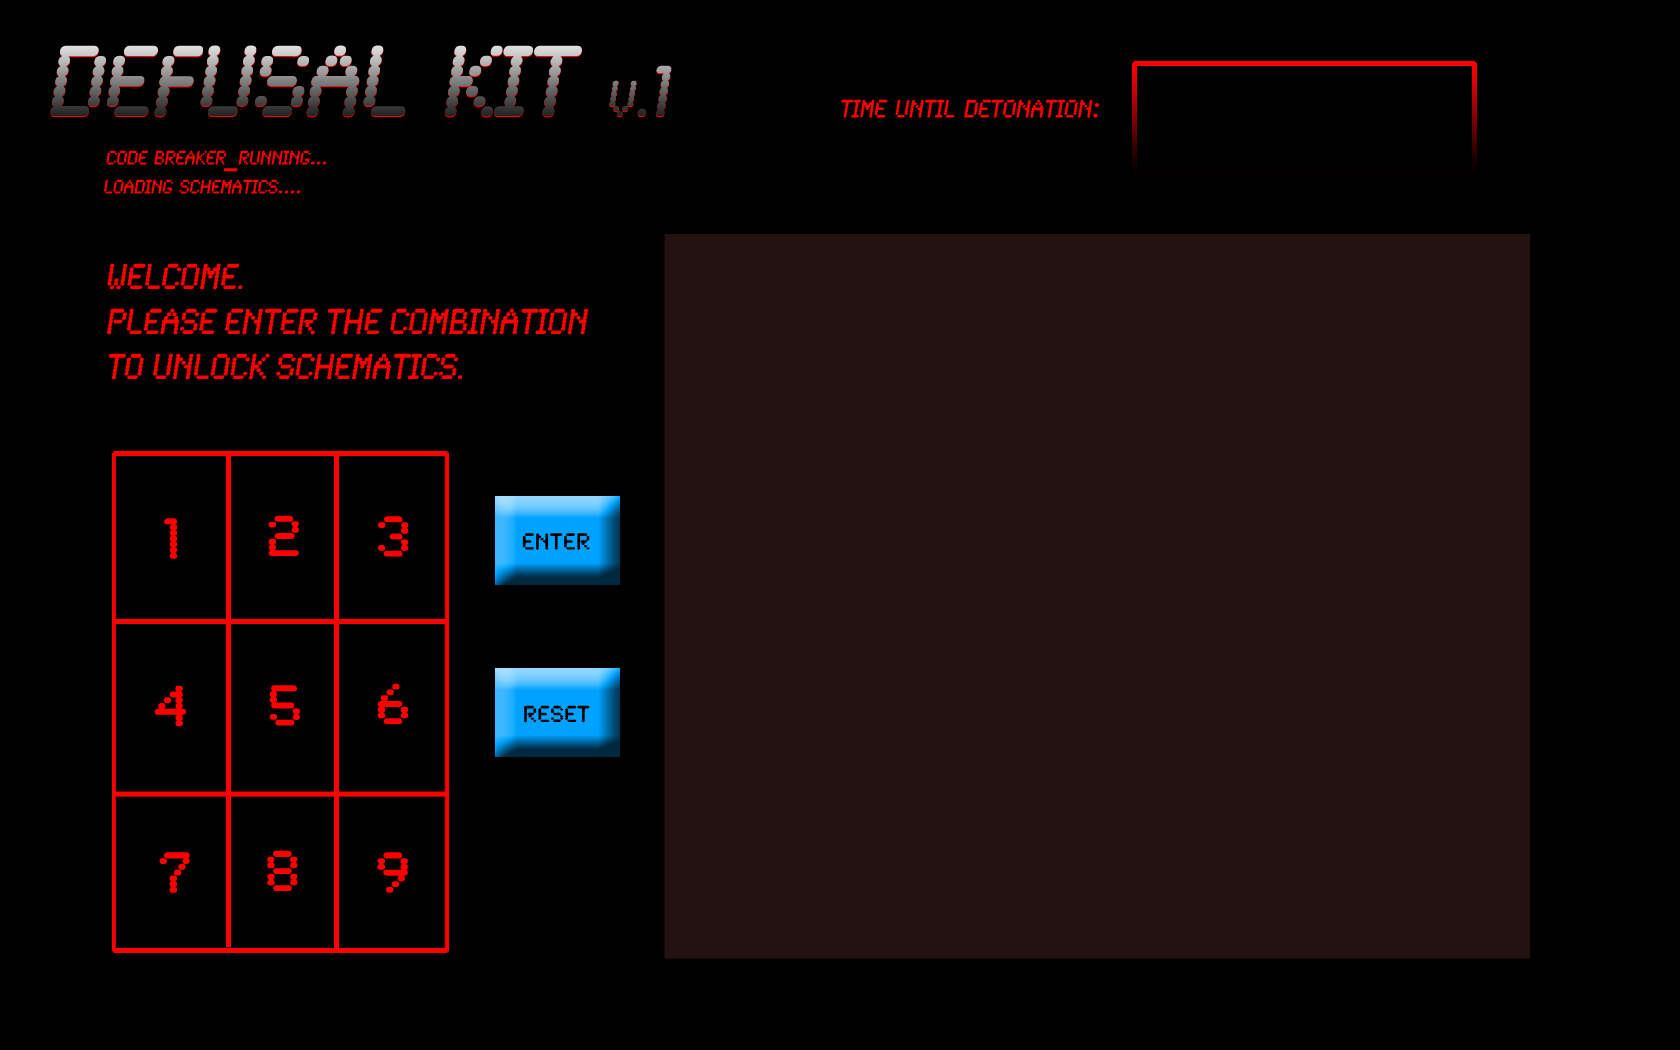 DEFUSAL KIT v.1
TIME UNTIL DETONATION:
CODE BREAKER_RUNNING...
LOADING SCHEMATICS....
WELCOME.
PLEASE ENTER THE COMBINATION
TO UNLOCK SCHEMATICS.
1 2 3
ENTER
4 5 6
RESET
7 8 9